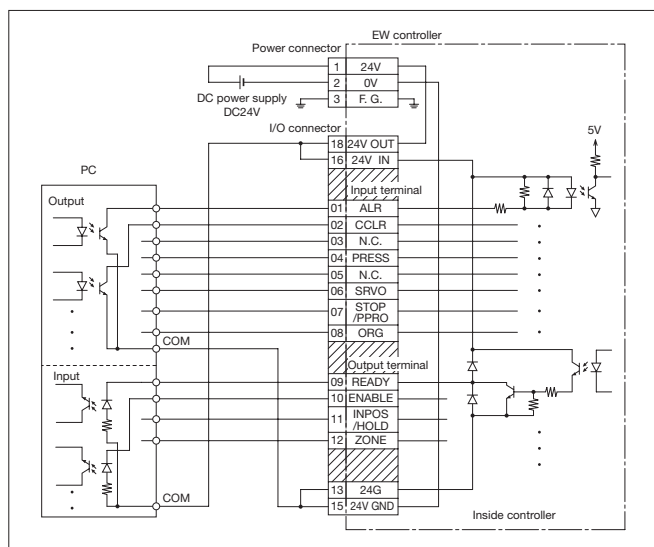 EW controller
Power connector
1 24V
2 0V
3 F. G.
DC power supply
DC24V
I/O connector
18 24V OUT
16 24V IN
5V
PC
Input terminal
Output
01 ALR
02 CCLR
03 N.C.
04 PRESS
05 N.C.
06 SRVO
07 STOP
/PPRO
08 ORG
COM
Output terminal
Input
09 READY
10 ENABLE
11 INPOS
/HOLD
12 ZONE
COM
13 24G
15 24V GND
Inside controller